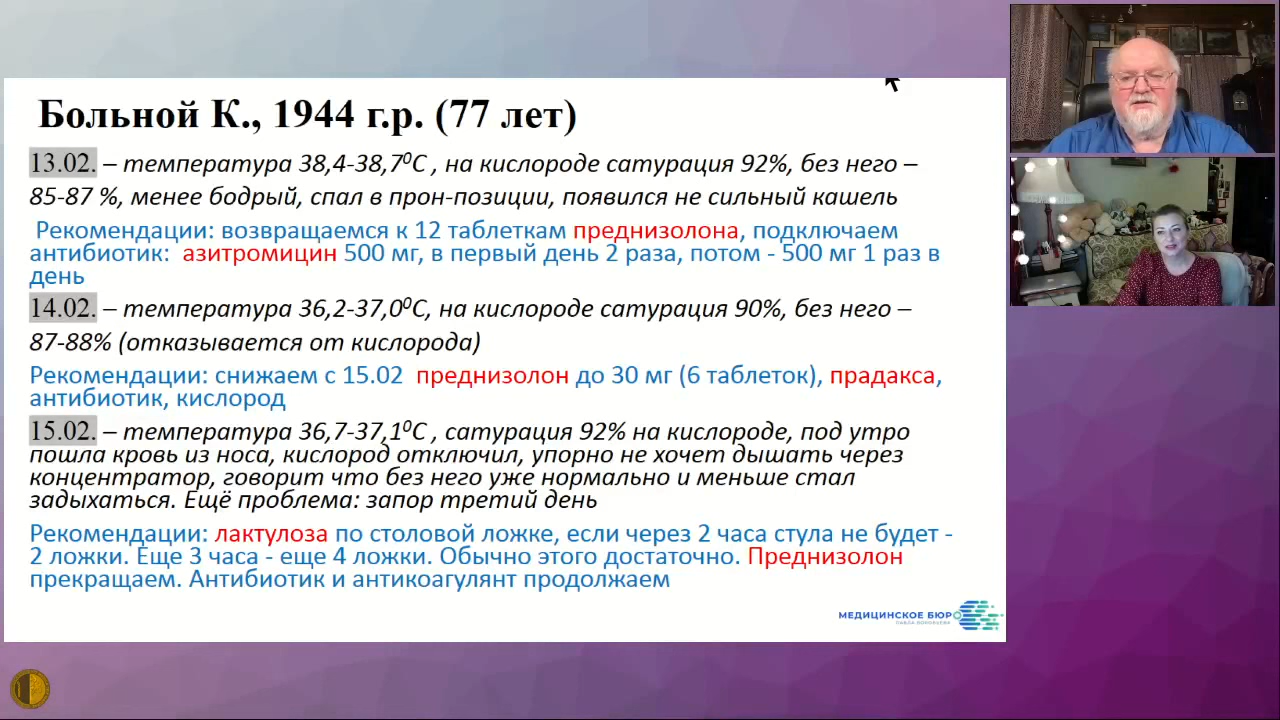 Больной К., 1944 г.р. (77 лет)
13.02. – температура 38,4-38,7⁰С , на кислороде сатурация 92%, без него –
85-87 %, менее бодрый, спал в прон-позиции, появился не сильный кашель
Рекомендации: возвращаемся к 12 таблеткам преднизолона, подключаем
антибиотик: азитромицин 500 мг, в первый день 2 раза, потом - 500 мг 1 раз в
день
14.02. – температура 36,2-37,0⁰С, на кислороде сатурация 90%, без него –
87-88% (отказывается от кислорода)
Рекомендации: снижаем с 15.02 преднизолон до 30 мг (6 таблеток), прадакса,
антибиотик, кислород
15.02. – температура 36,7-37,1⁰С , сатурация 92% на кислороде, под утро
пошла кровь из носа, кислород отключил, упорно не хочет дышать через
концентратор, говорит что без него уже нормально и меньше стал
задыхаться. Ещё проблема: запор третий день
Рекомендации: лактулоза по столовой ложке, если через 2 часа стула не будет -
2 ложки. Еще 3 часа - еще 4 ложки. Обычно этого достаточно. Преднизолон
прекращаем. Антибиотик и антикоагулянт продолжаем
МЕДИЦИНСКОЕ БЮРО
ПАВЛА ВОРОБЬЕВА